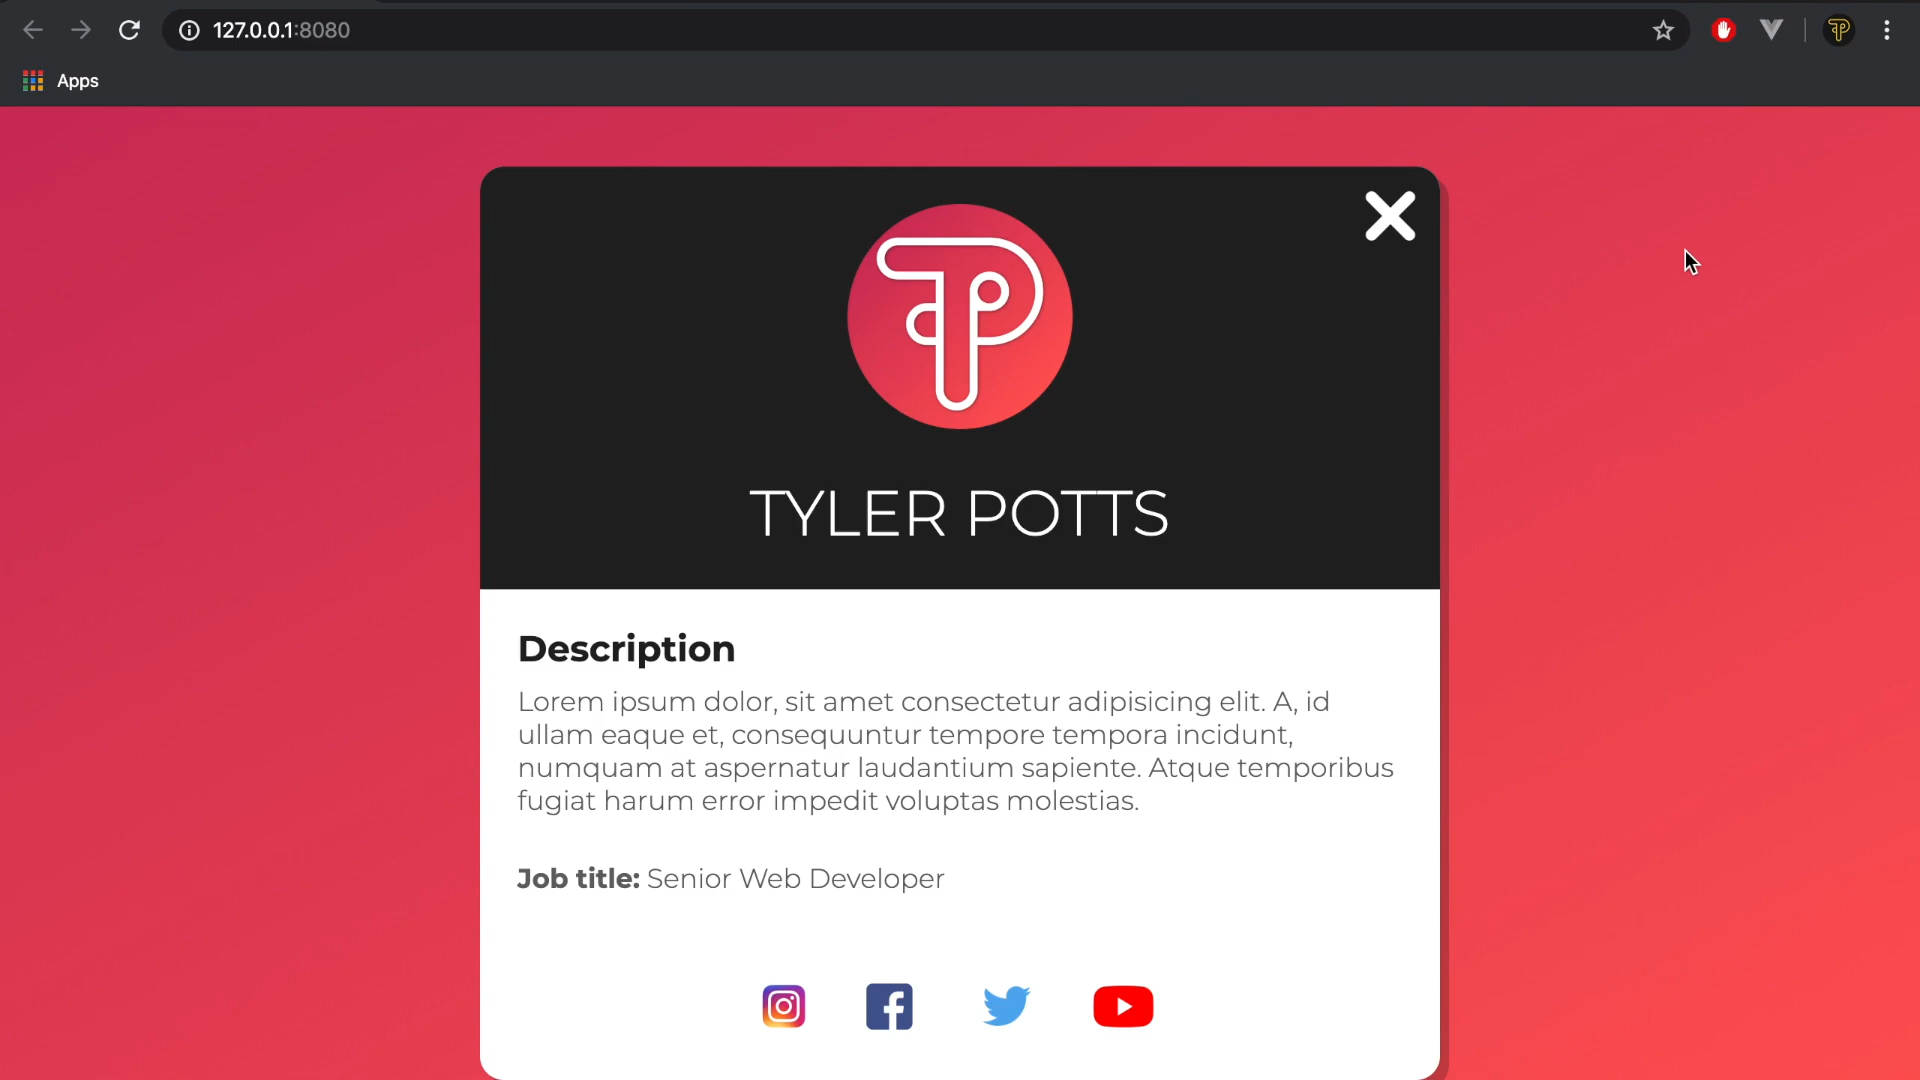 127.0.0.1:8080
Apps
TYLER POTTS
Description
Lorem ipsum dolor, sit amet consectetur adipisicing elit. A, id
ullam eaque et, consequuntur tempore tempora incidunt,
numquam at aspernatur laudantium sapiente. Atque temporibus
fugiat harum error impedit voluptas molestias.
Job title: Senior Web Developer